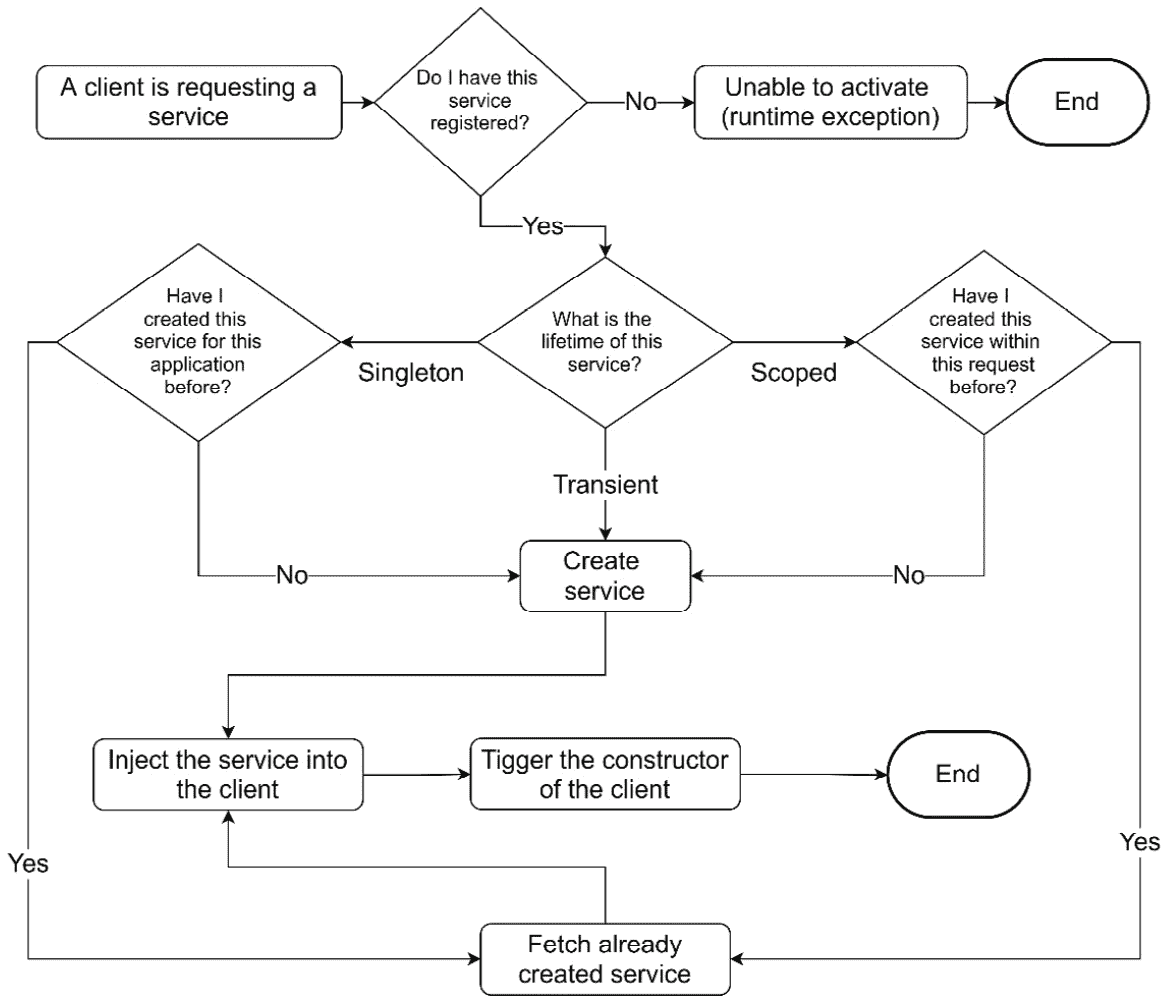 A client is requesting a
service
Do I have this
service
registered?
No
Unable to activate
(runtime exception)
End
Yes
Have I
created this
service for this
application
before?
Singleton
What is the
lifetime of this
service?
Scoped
Have I
created this
service within
this request
before?
Transient
No
Create
service
No
Inject the service into
the client
Tigger the constructor
of the client
End
Yes
Yes
Fetch already
created service